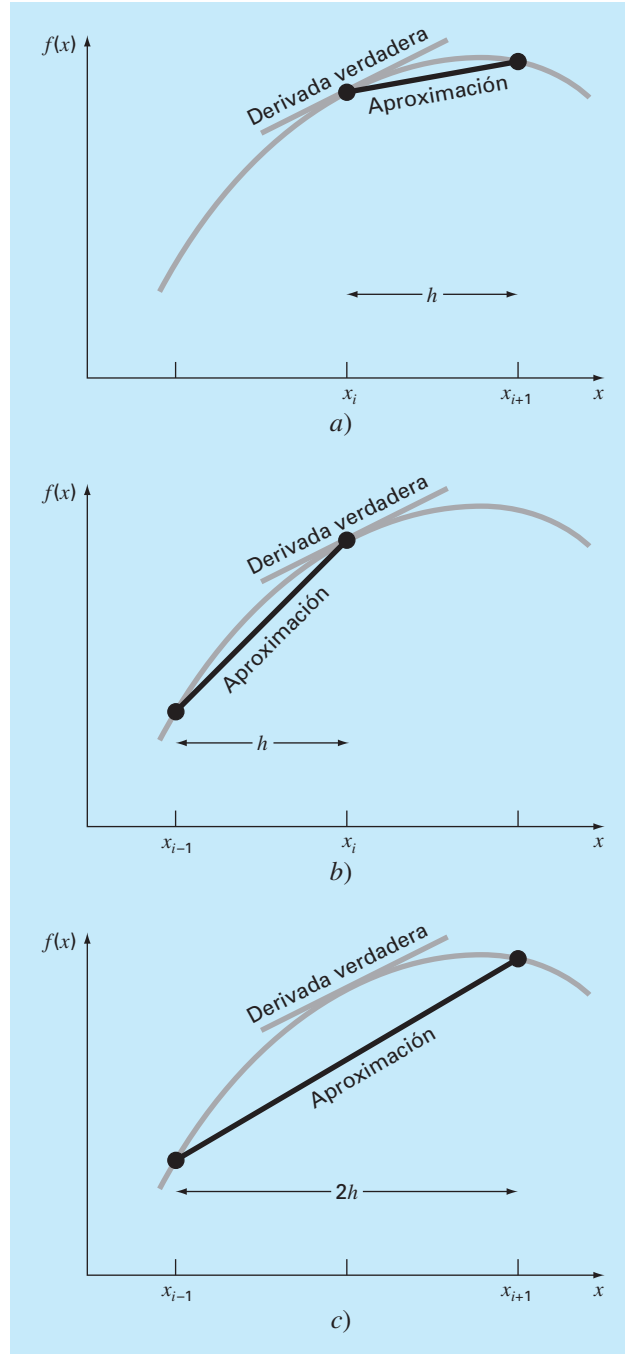 f(x)
Derivada verdadera
Aproximación
h
x_i
x_{i+1}
x
a)
f(x)
Derivada verdadera
Aproximación
h
x_{i–1}
x_i
x
b)
f(x)
Derivada verdadera
Aproximación
2h
x_{i–1}
x_{i+1}
x
c)